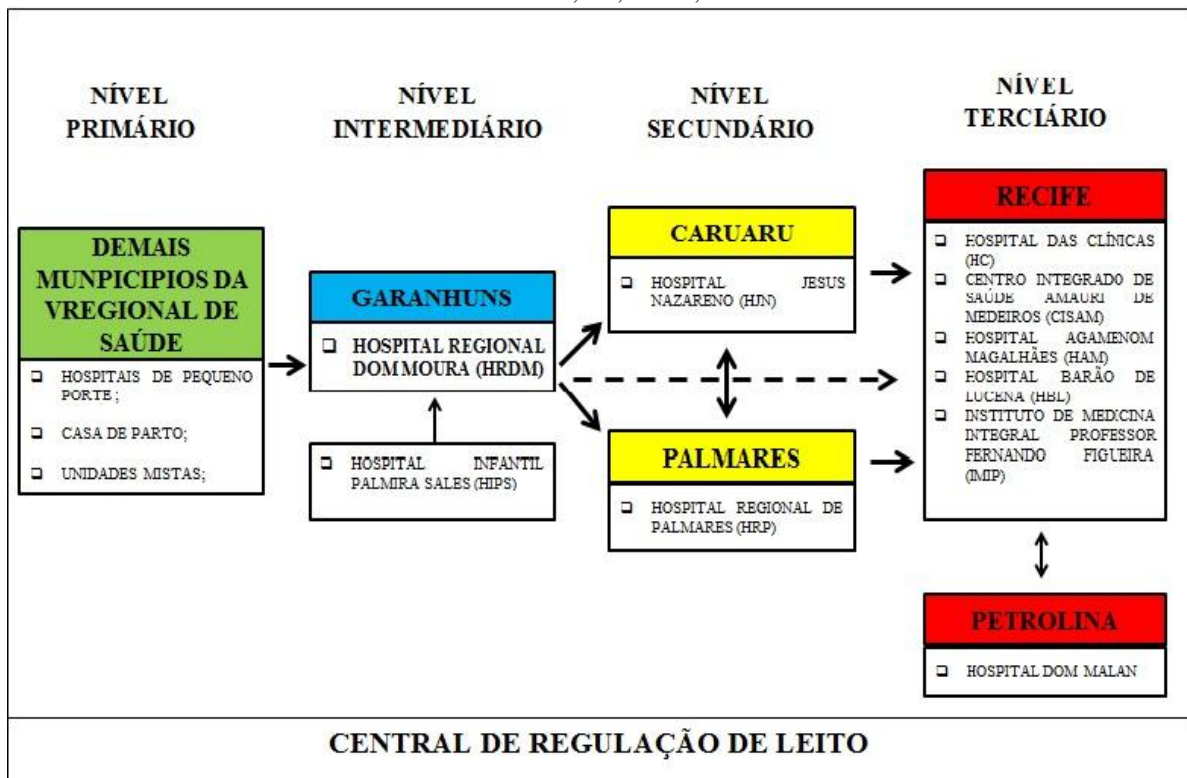 NÍVEL
PRIMÁRIO
NÍVEL
INTERMEDIÁRIO
NÍVEL
SECUNDÁRIO
NÍVEL
TERCIÁRIO
DEMAIS
MUNPICIPIOS DA
VREGIONAL DE
SAÚDE
❑ HOSPITAIS DE PEQUENO
PORTE ;
❑ CASA DE PARTO;
❑ UNIDADES MISTAS;
GARANHUNS
❑ HOSPITAL REGIONAL
DOM MOURA (HRDM)
❑ HOSPITAL INFANTIL
PALMIRA SALES (HIPS)
CARUARU
❑ HOSPITAL JESUS
NAZARENO (HJN)
PALMARES
❑ HOSPITAL REGIONAL DE
PALMARES (HRP)
RECIFE
❑ HOSPITAL DAS CLÍNICAS
(HC)
❑ CENTRO INTEGRADO DE
SAÚDE AMAURI DE
MEDEIROS (CISAM)
❑ HOSPITAL AGAMENOM
MAGALHÃES (HAM)
❑ HOSPITAL BARÃO DE
LUCENA (HBL)
❑ INSTITUTO DE MEDICINA
INTEGRAL PROFESSOR
FERNANDO FIGUEIRA
(IMIP)
PETROLINA
❑ HOSPITAL DOM MALAN
CENTRAL DE REGULAÇÃO DE LEITO